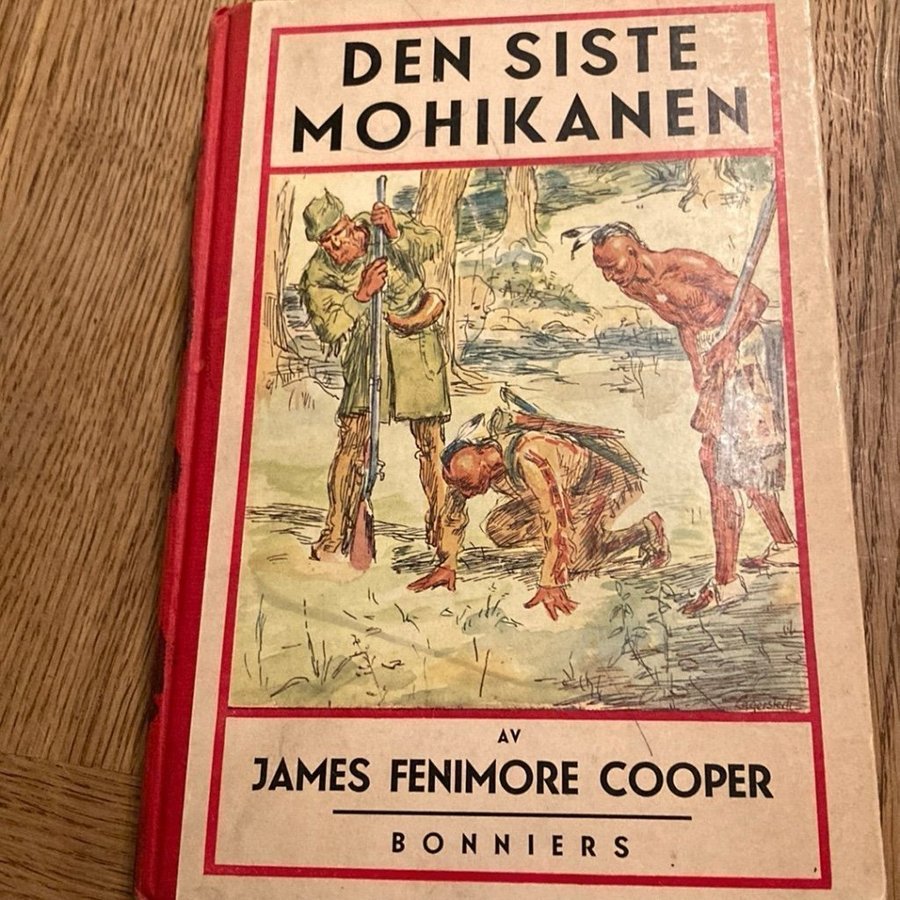 DEN SISTE
MOHIKANEN
AV
JAMES FENIMORE COOPER
BONNIERS